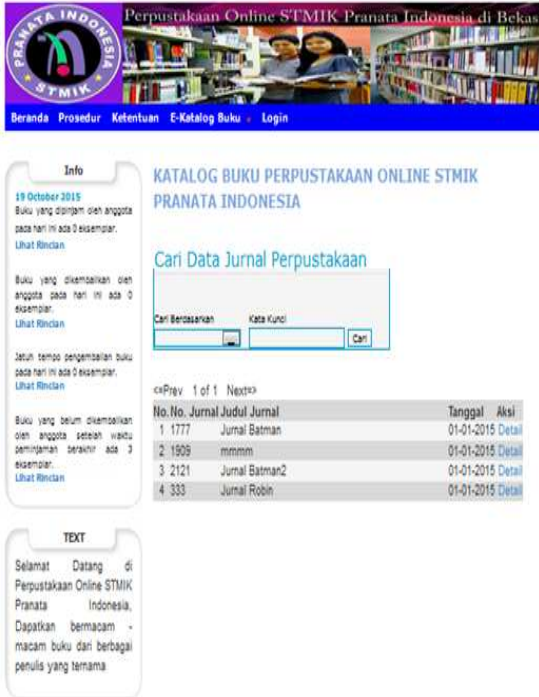 Perpustakaan Online STMIK Pranata Indonesia di Bekas
PRANATA INDONESIA
STMIK
Beranda Prosedur Ketentuan E-Katalog Buku Login
Info
19 October 2015
Buku yang dipinjam oleh anggota
pada hari ini ada 0 eksemplar.
Lihat Rincian
Buku yang dikembalikan oleh
anggota pada hari ini ada 0
eksemplar.
Lihat Rincian
Jatuh tempo pengembalian buku
pada hari ini ada 0 eksemplar.
Lihat Rincian
Buku yang belum dikembalikan
oleh anggota setelah waktu
peminjaman berakhir ada 3
eksemplar.
Lihat Rincian
TEXT
Selamat Datang di
Perpustakaan Online STMIK
Pranata Indonesia,
Dapatkan bermacam -
macam buku dari berbagai
penulis yang ternama
KATALOG BUKU PERPUSTAKAAN ONLINE STMIK
PRANATA INDONESIA
Cari Data Jurnal Perpustakaan
Cari Berdasarkan Kata Kunci
... Cari
<=Prev 1 of 1 Next=>
No. No. Jurnal Judul Jurnal Tanggal Aksi
1 1777 Jurnal Batman 01-01-2015 Detail
2 1909 mmmm 01-01-2015 Detail
3 2121 Jurnal Batman2 01-01-2015 Detail
4 333 Jurnal Robin 01-01-2015 Detail